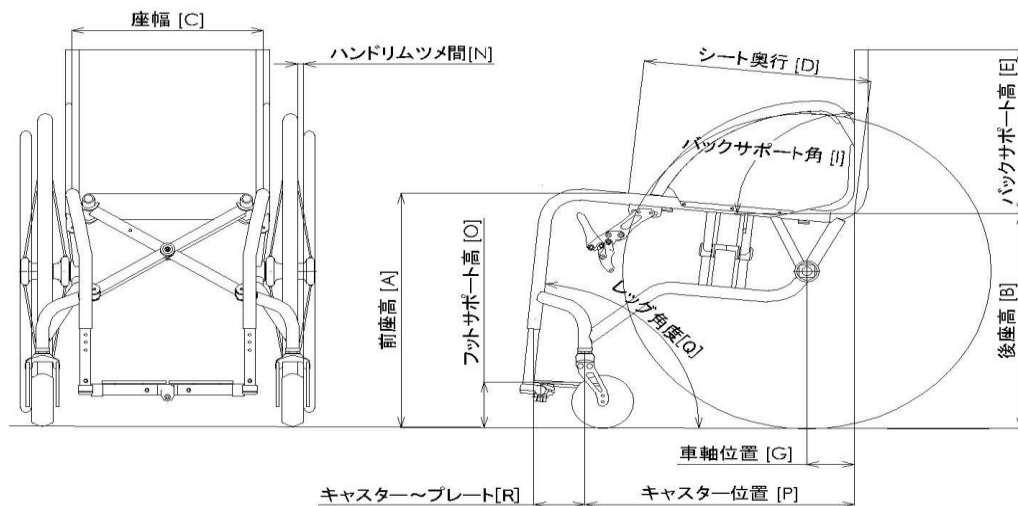 座幅 [C]
ハンドリムツメ間[N]
シート奥行 [D]
バックサポート高 [E]
バックサポート角 [I]
前座高 [A]
フットサポート高 [O]
レッグ角度[Q]
後座高 [B]
車軸位置 [G]
キャスター～プレート[R]
キャスター位置 [P]